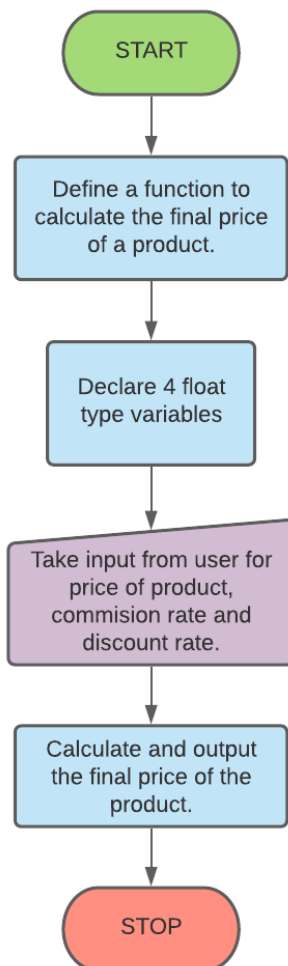 START
Define a function to
calculate the final price
of a product.
Declare 4 float
type variables
Take input from user for
price of product,
commision rate and
discount rate.
Calculate and output
the final price of the
product.
STOP